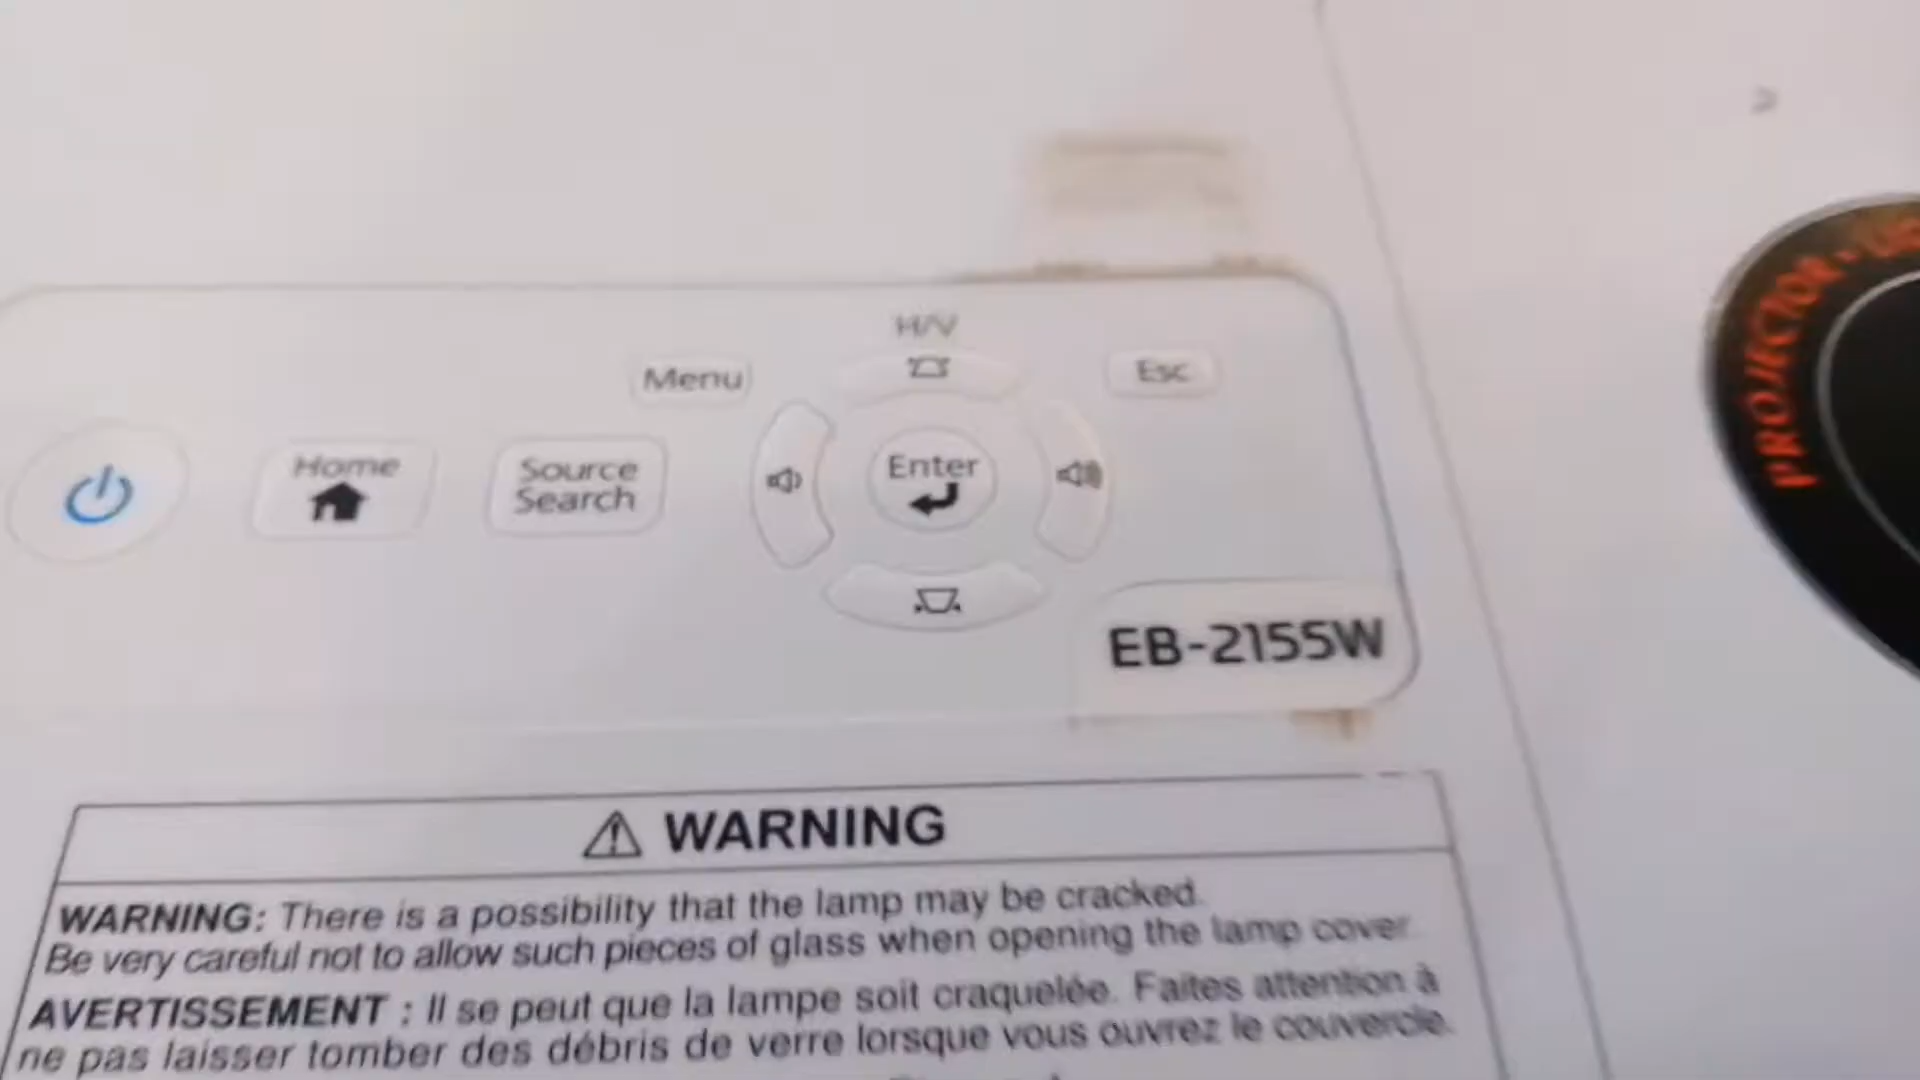 H/V
Menu
Esc
Home
Source
Search
Enter
EB-2155W
PROJECTOR
WARNING
WARNING: There is a possibility that the lamp may be cracked.
Be very careful not to allow such pieces of glass when opening the lamp cover.
AVERTISSEMENT : Il se peut que la lampe soit craquelée. Faites attention à
ne pas laisser tomber des débris de verre lorsque vous ouvrez le couvercle.